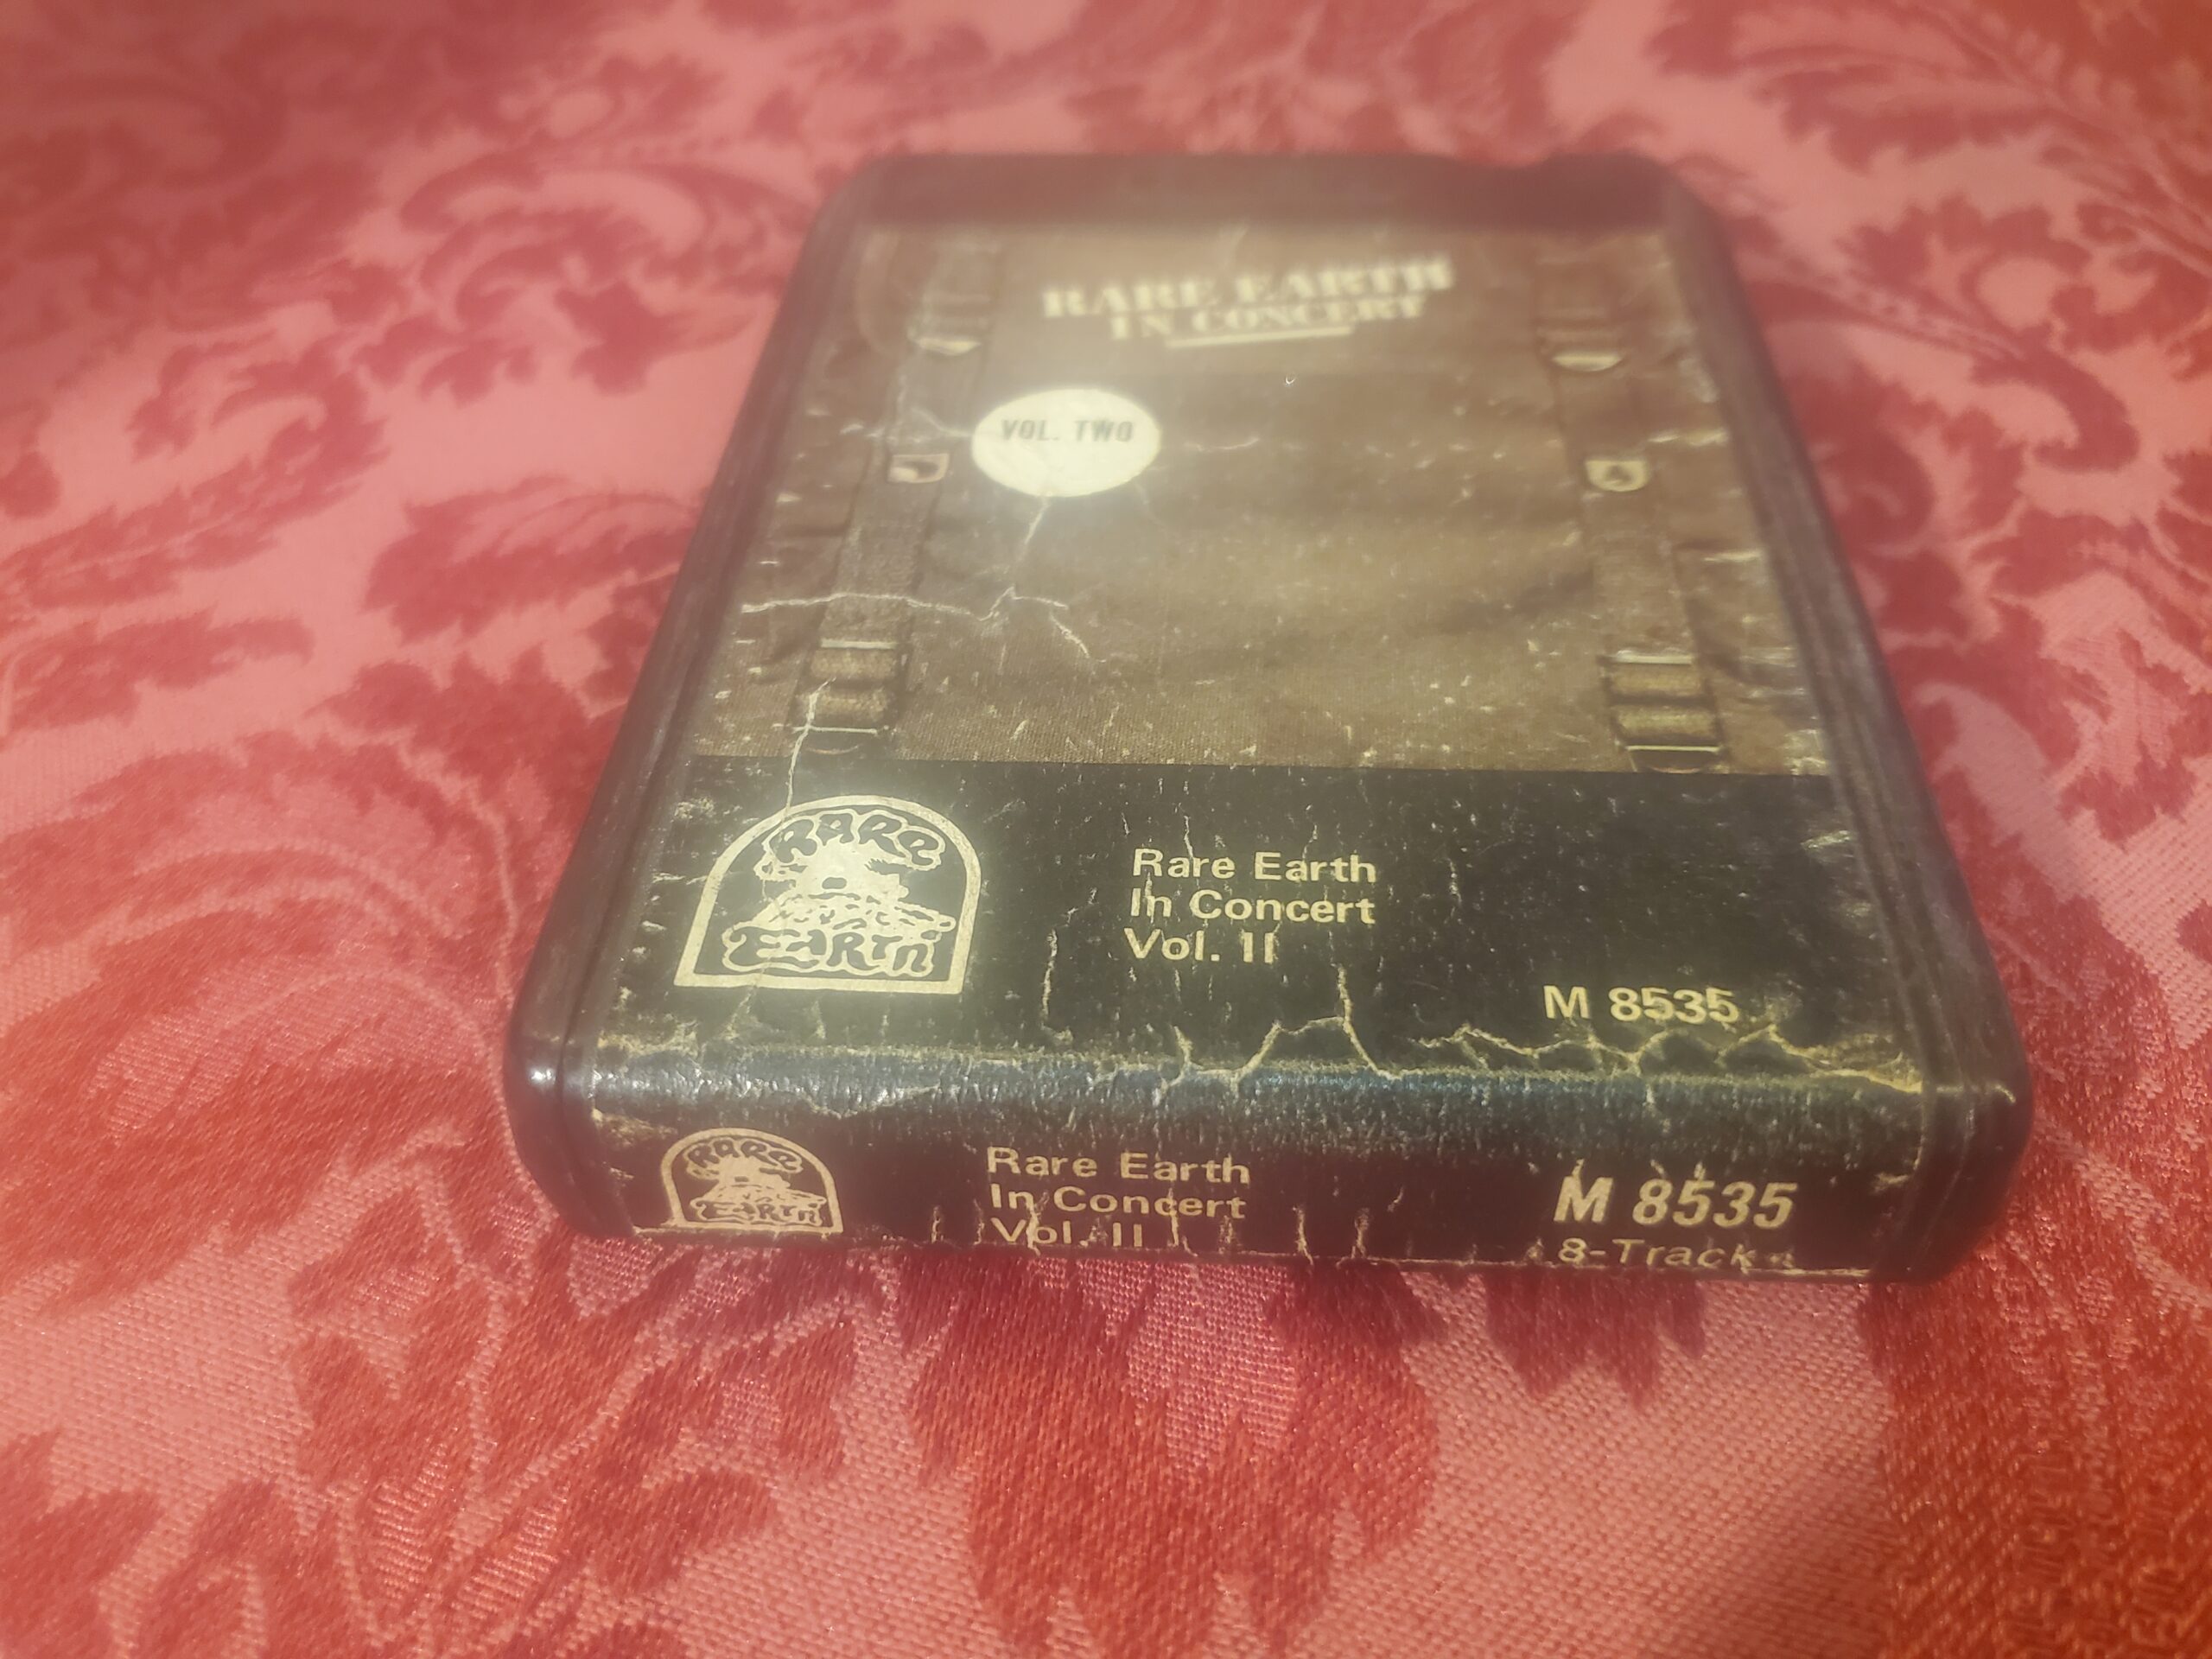 RARE EARTH
IN CONCERT
VOL. TWO
RARE
EARTH
Rare Earth
In Concert
Vol. II
M 8535
RARE
EARTH
Rare Earth
In Concert
Vol. II
M 8535
8-Track